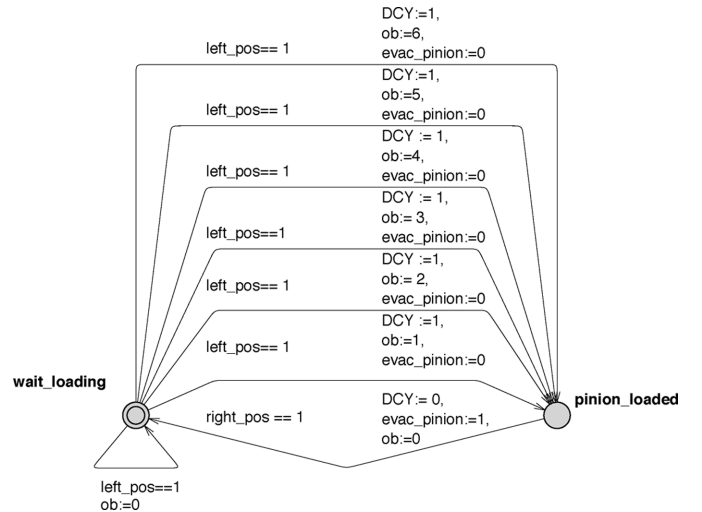 DCY:=1,
ob:=6,
left_pos== 1
evac_pinion:=0
DCY:=1,
ob:=5,
left_pos== 1
evac_pinion:=0
DCY := 1,
ob:=4,
left_pos== 1
evac_pinion:=0
DCY := 1,
ob:= 3,
left_pos==1
evac_pinion:=0
DCY :=1,
ob:= 2,
left_pos== 1
evac_pinion:=0
DCY :=1,
ob:=1,
left_pos== 1
evac_pinion:=0
wait_loading
pinion_loaded
DCY:= 0,
right_pos == 1
evac_pinion:=1,
ob:=0
left_pos==1
ob:=0